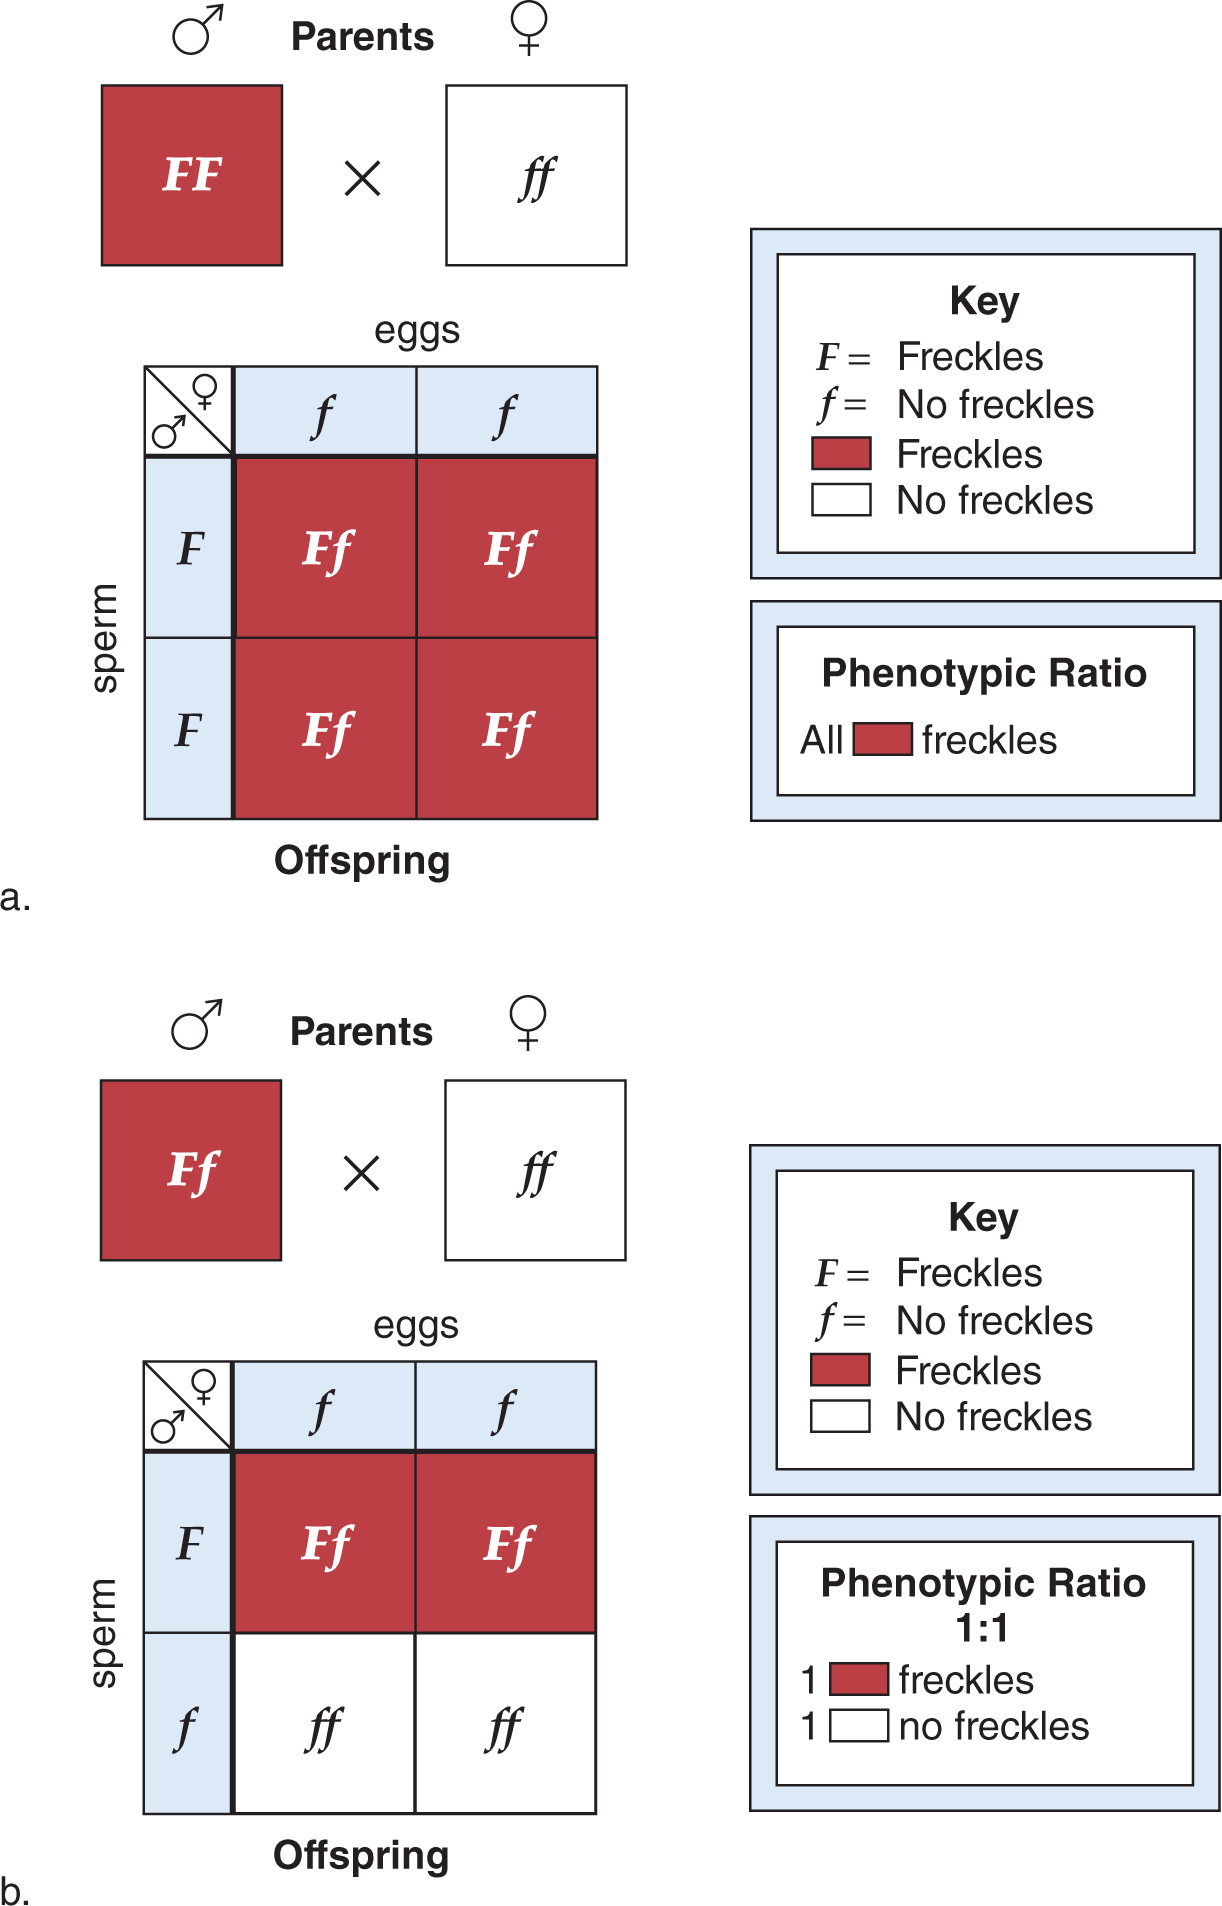 ♂ Parents ♀
FF × ff
eggs
♀
♂
f f
F Ff Ff
sperm
F Ff Ff
Offspring
a.
Key
F = Freckles
f = No freckles
Freckles
No freckles
Phenotypic Ratio
All freckles
♂ Parents ♀
Ff × ff
eggs
♀
♂
f f
F Ff Ff
sperm
f ff ff
Offspring
b.
Key
F = Freckles
f = No freckles
Freckles
No freckles
Phenotypic Ratio
1:1
1 freckles
1 no freckles